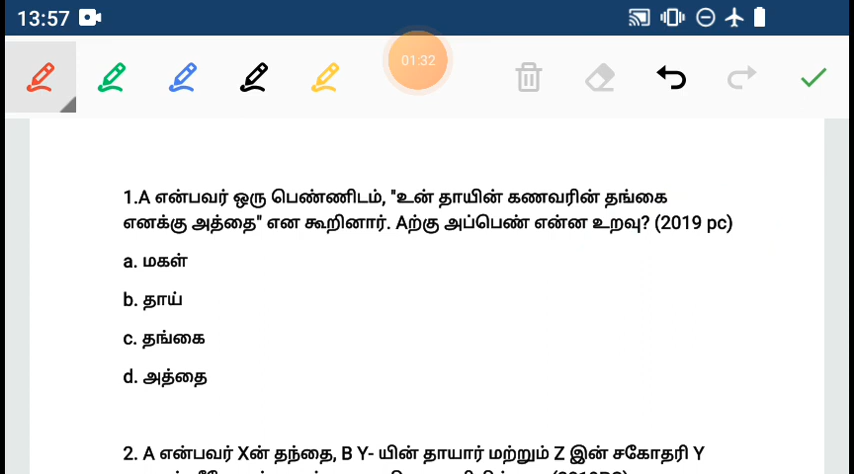 13:57
01:32
1.A என்பவர் ஒரு பெண்ணிடம், "உன் தாயின் கணவரின் தங்கை
எனக்கு அத்தை" என கூறினார். Aற்கு அப்பெண் என்ன உறவு? (2019 pc)
a. மகள்
b. தாய்
c. தங்கை
d. அத்தை
2. A என்பவர் Xன் தந்தை, B Y- யின் தாயார் மற்றும் Z இன் சகோதரி Y